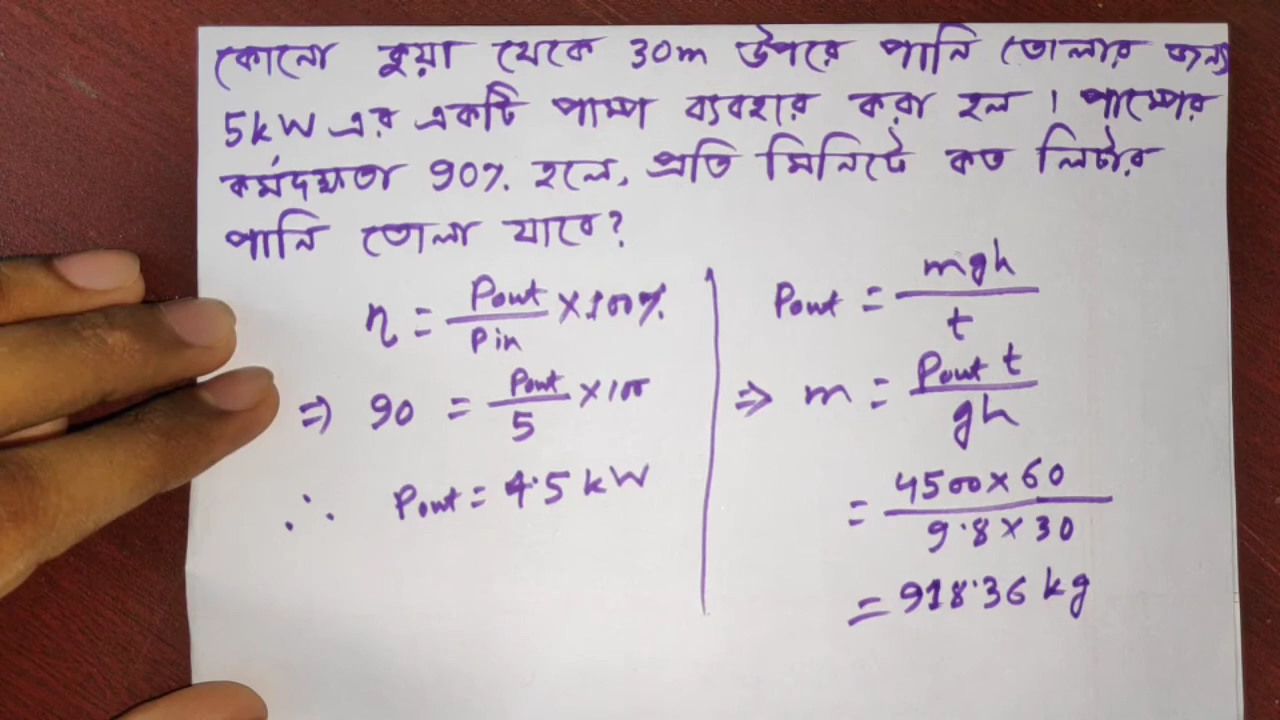 কোনো কুয়া থেকে 30m উপরে পানি তোলার জন্য
5kW এর একটি পাম্প ব্যবহার করা হল। পাম্পের
কর্মদক্ষতা 90% হলে, প্রতি মিনিটে কত লিটার
পানি তোলা যাবে?
η = Pout/Pin × 100%
⇒ 90 = Pout/5 × 100
∴ Pout = 4.5 kW
Pout = mgh/t
⇒ m = Pout t/gh
= 4500×60/9.8×30
= 918.36 kg